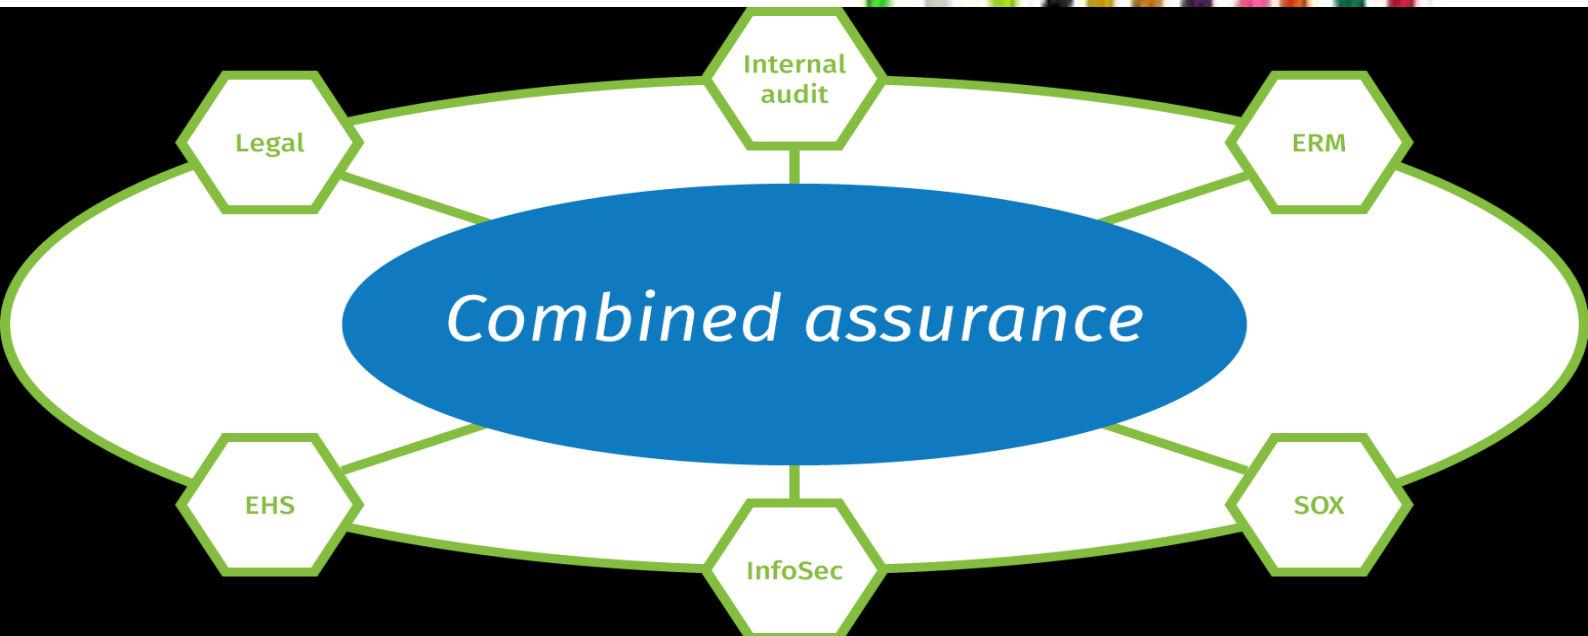 Internal
audit
Legal
ERM
Combined assurance
EHS
SOX
InfoSec